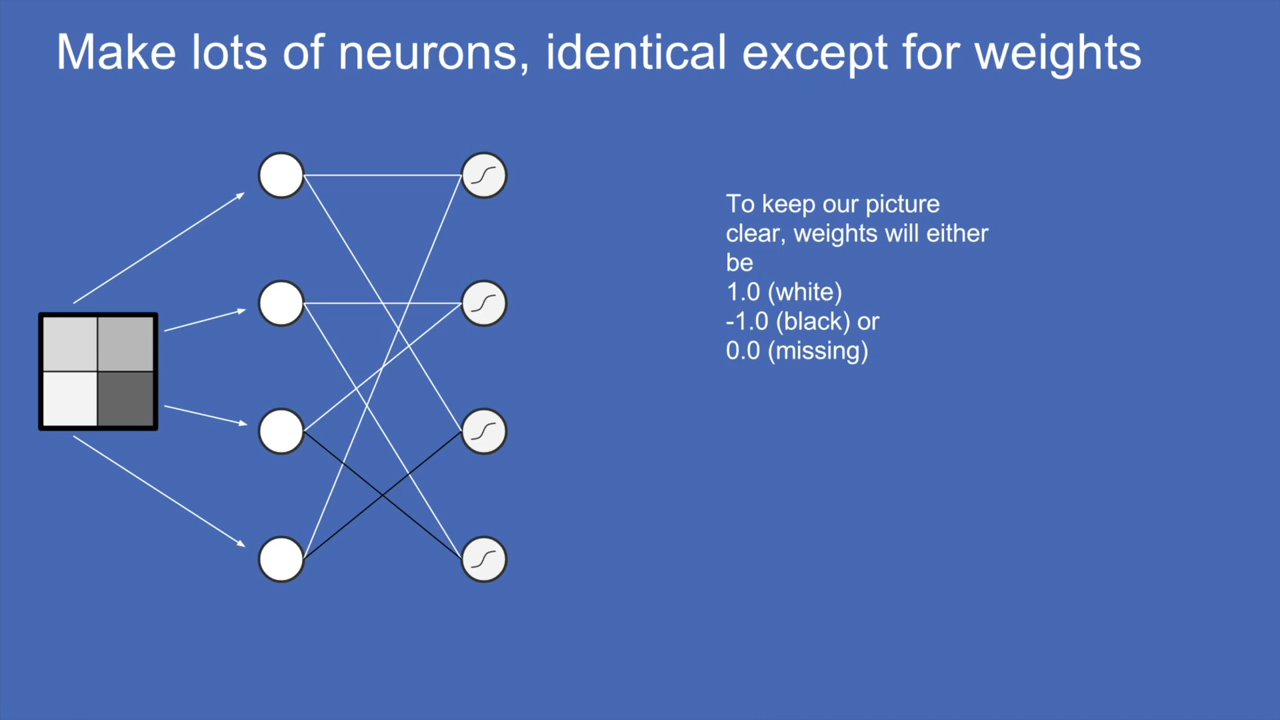 Make lots of neurons, identical except for weights
To keep our picture
clear, weights will either
be
1.0 (white)
-1.0 (black) or
0.0 (missing)